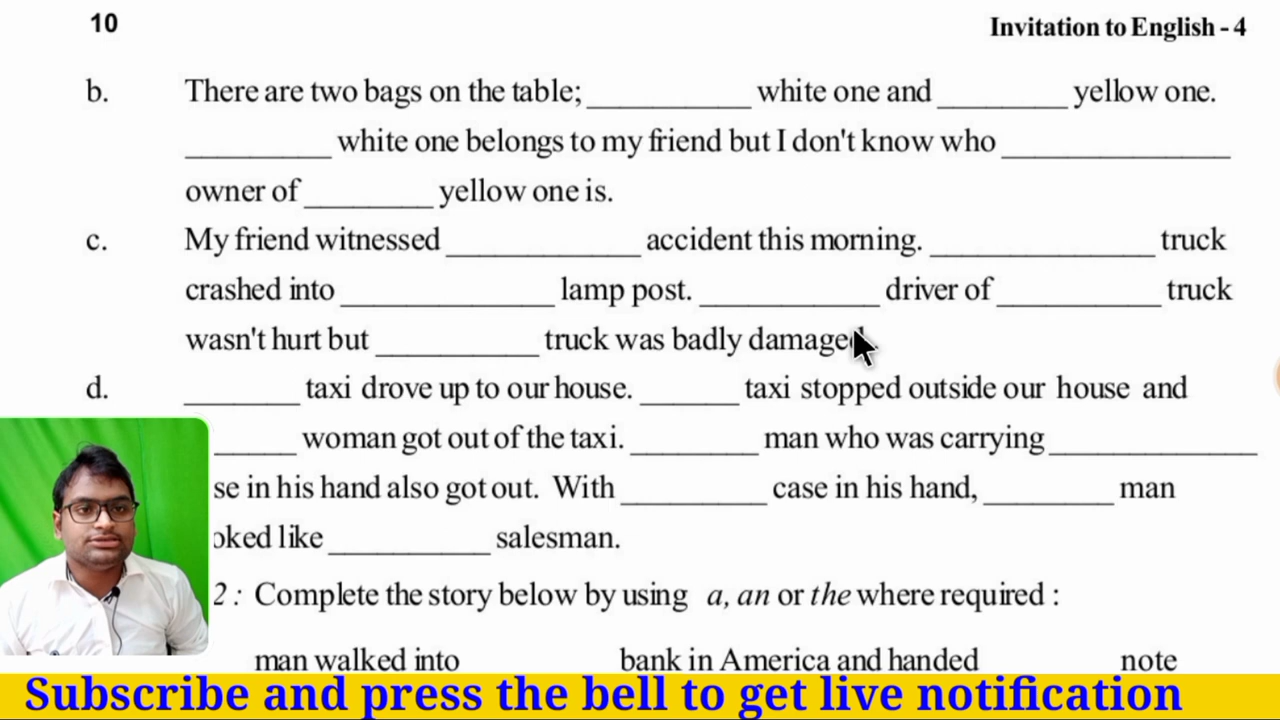 10
Invitation to English - 4
b. There are two bags on the table; __________ white one and ________ yellow one.
_________ white one belongs to my friend but I don't know who ______________
owner of ________ yellow one is.
c. My friend witnessed ____________ accident this morning. ______________ truck
crashed into _____________ lamp post. ___________ driver of __________ truck
wasn't hurt but __________ truck was badly damaged.
d. _______ taxi drove up to our house. ______ taxi stopped outside our house and
_____ woman got out of the taxi. ________ man who was carrying _____________
se in his hand also got out. With _________ case in his hand, ________ man
oked like __________ salesman.
2 : Complete the story below by using a, an or the where required :
man walked into bank in America and handed note
Subscribe and press the bell to get live notification